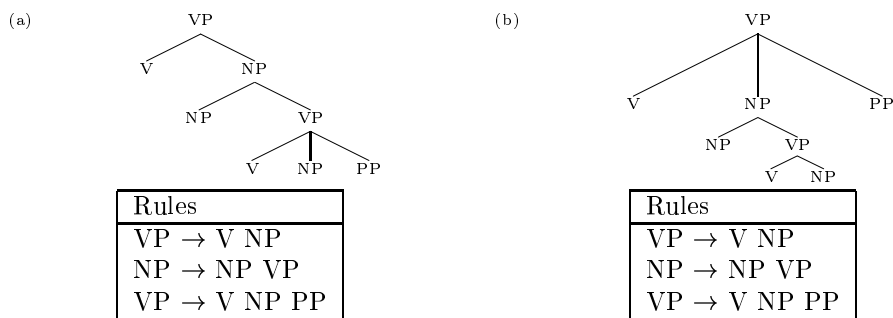 (a)
VP
V NP
NP VP
V NP PP
Rules
VP → V NP
NP → NP VP
VP → V NP PP
(b)
VP
V NP PP
NP VP
V NP
Rules
VP → V NP
NP → NP VP
VP → V NP PP